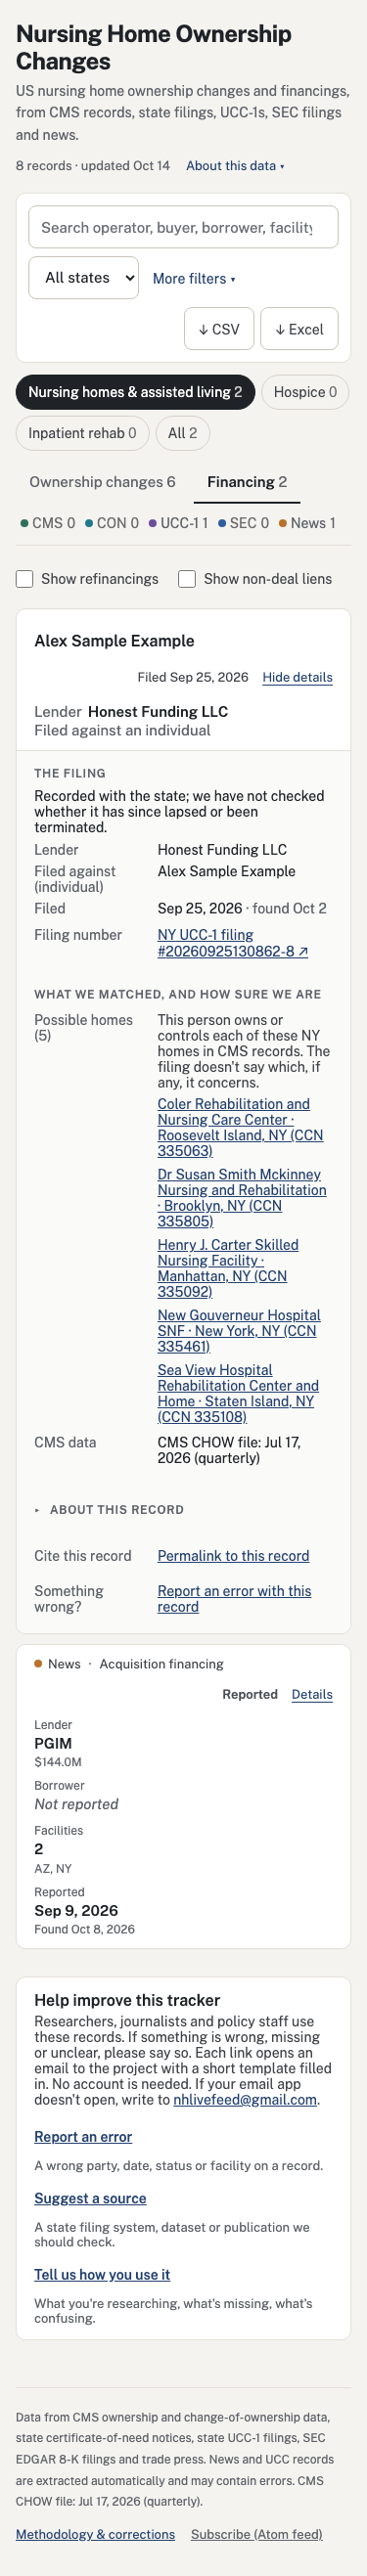 Nursing Home Ownership
Changes
US nursing home ownership changes and financings,
from CMS records, state filings, UCC-1s, SEC filings
and news.
8 records · updated Oct 14 About this data ▾
Search operator, buyer, borrower, facility
All states More filters ▾
↓ CSV ↓ Excel
Nursing homes & assisted living 2 Hospice 0
Inpatient rehab 0 All 2
Ownership changes 6 Financing 2
CMS 0 CON 0 UCC-1 1 SEC 0 News 1
Show refinancings Show non-deal liens
Alex Sample Example
Filed Sep 25, 2026 Hide details
Lender Honest Funding LLC
Filed against an individual
THE FILING
Recorded with the state; we have not checked
whether it has since lapsed or been
terminated.
Lender Honest Funding LLC
Filed against Alex Sample Example
(individual)
Filed Sep 25, 2026 · found Oct 2
Filing number NY UCC-1 filing
#20260925130862-8 ↗
WHAT WE MATCHED, AND HOW SURE WE ARE
Possible homes This person owns or
(5) controls each of these NY
homes in CMS records. The
filing doesn't say which, if
any, it concerns.
Coler Rehabilitation and
Nursing Care Center ·
Roosevelt Island, NY (CCN
335063)
Dr Susan Smith Mckinney
Nursing and Rehabilitation
· Brooklyn, NY (CCN
335805)
Henry J. Carter Skilled
Nursing Facility ·
Manhattan, NY (CCN
335092)
New Gouverneur Hospital
SNF · New York, NY (CCN
335461)
Sea View Hospital
Rehabilitation Center and
Home · Staten Island, NY
(CCN 335108)
CMS data CMS CHOW file: Jul 17,
2026 (quarterly)
▸ ABOUT THIS RECORD
Cite this record Permalink to this record
Something Report an error with this
wrong? record
News · Acquisition financing
Reported Details
Lender
PGIM
$144.0M
Borrower
Not reported
Facilities
2
AZ, NY
Reported
Sep 9, 2026
Found Oct 8, 2026
Help improve this tracker
Researchers, journalists and policy staff use
these records. If something is wrong, missing
or unclear, please say so. Each link opens an
email to the project with a short template filled
in. No account is needed. If your email app
doesn't open, write to nhlivefeed@gmail.com.
Report an error
A wrong party, date, status or facility on a record.
Suggest a source
A state filing system, dataset or publication we
should check.
Tell us how you use it
What you're researching, what's missing, what's
confusing.
Data from CMS ownership and change-of-ownership data,
state certificate-of-need notices, state UCC-1 filings, SEC
EDGAR 8-K filings and trade press. News and UCC records
are extracted automatically and may contain errors. CMS
CHOW file: Jul 17, 2026 (quarterly).
Methodology & corrections Subscribe (Atom feed)